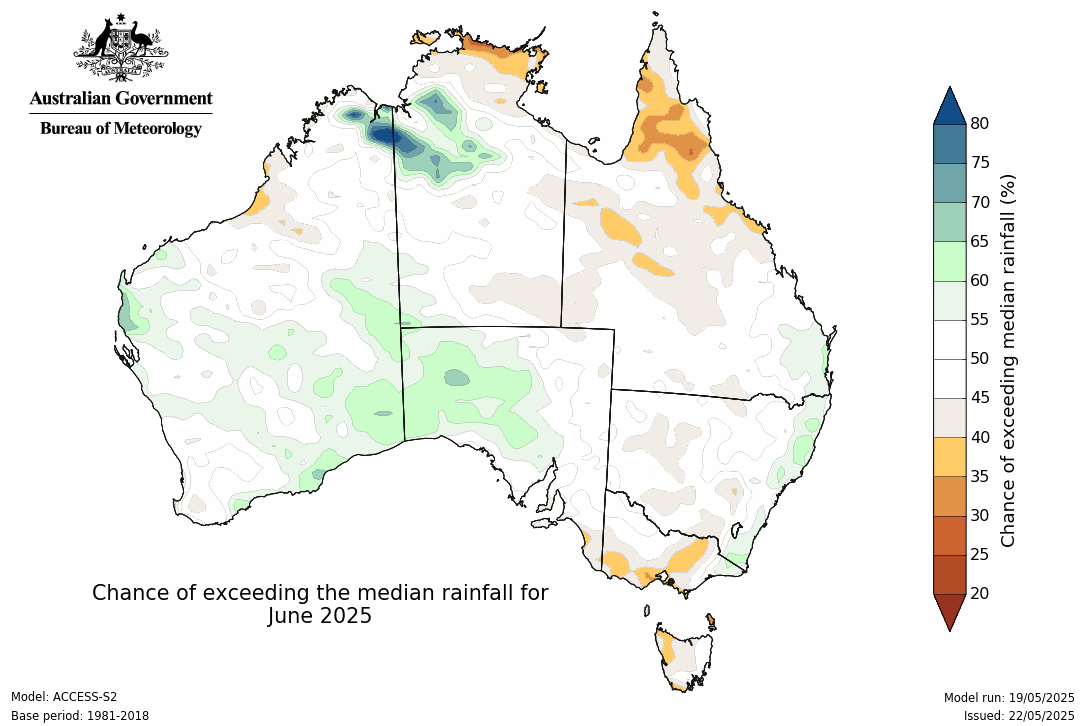 AUSTRALIA
Australian Government
Bureau of Meteorology
80
75
70
65
60
55
50
45
40
35
30
25
20
Chance of exceeding median rainfall (%)
Chance of exceeding the median rainfall for
June 2025
Model: ACCESS-S2
Base period: 1981-2018
Model run: 19/05/2025
Issued: 22/05/2025